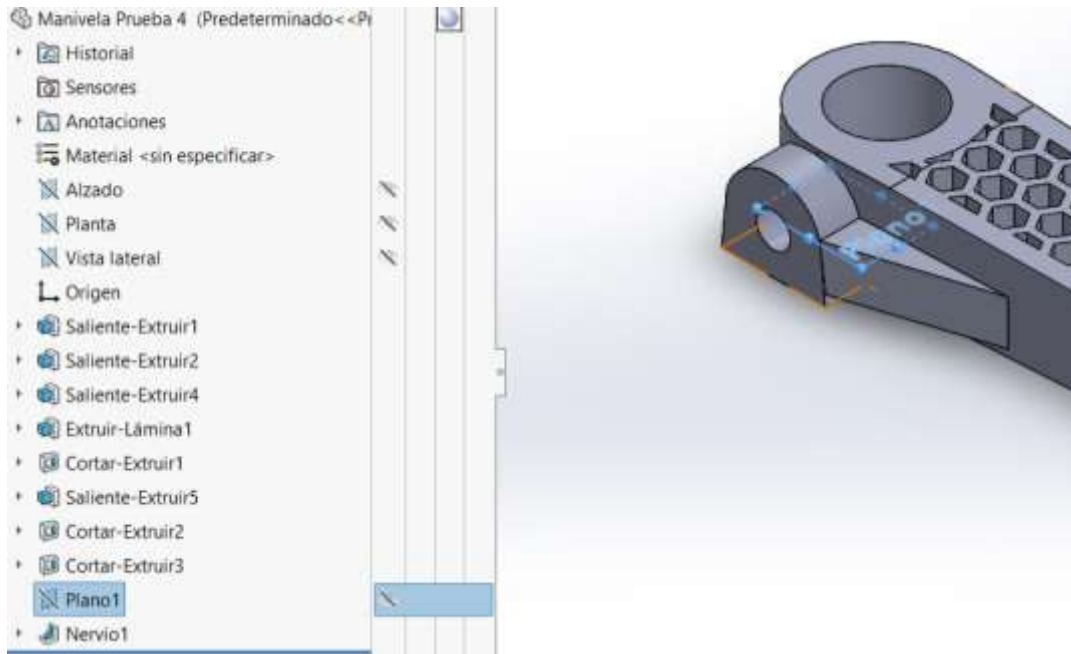 Manivela Prueba 4 (Predeterminado<<Pr
Historial
Sensores
Anotaciones
Material <sin especificar>
Alzado
Planta
Vista lateral
Origen
Saliente-Extruir1
Saliente-Extruir2
Saliente-Extruir4
Extruir-Lámina1
Cortar-Extruir1
Saliente-Extruir5
Cortar-Extruir2
Cortar-Extruir3
Plano1
Nervio1